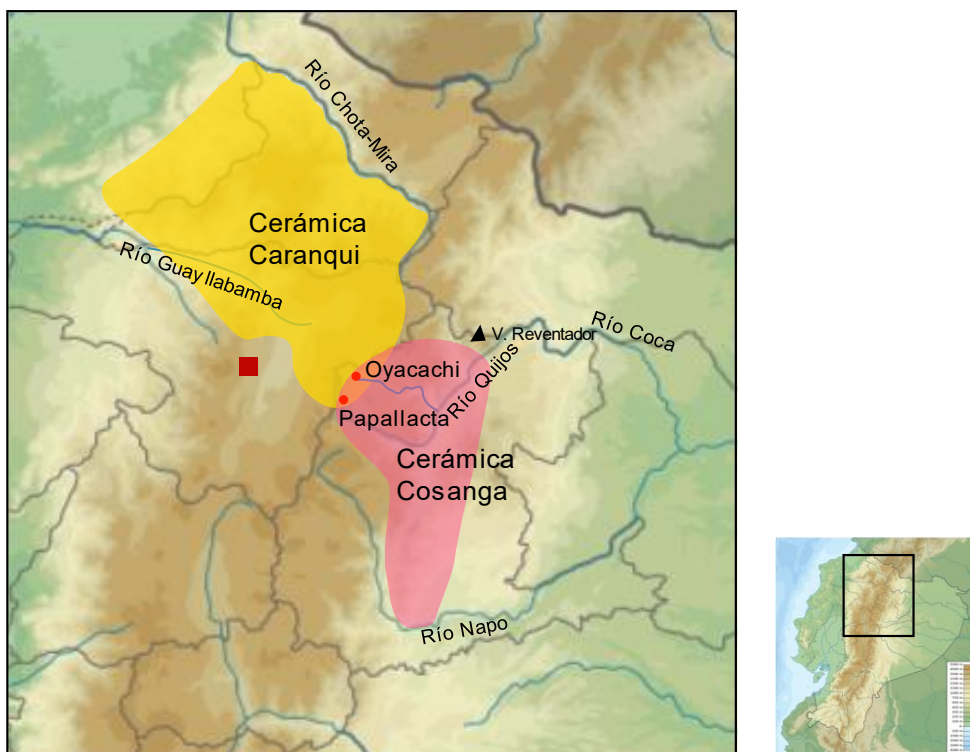 Río Chota-Mira
Cerámica
Caranqui
Río Guayllabamba
Río Coca
V. Reventador
Río Quijos
Oyacachi
Papallacta
Cerámica
Cosanga
Río Napo